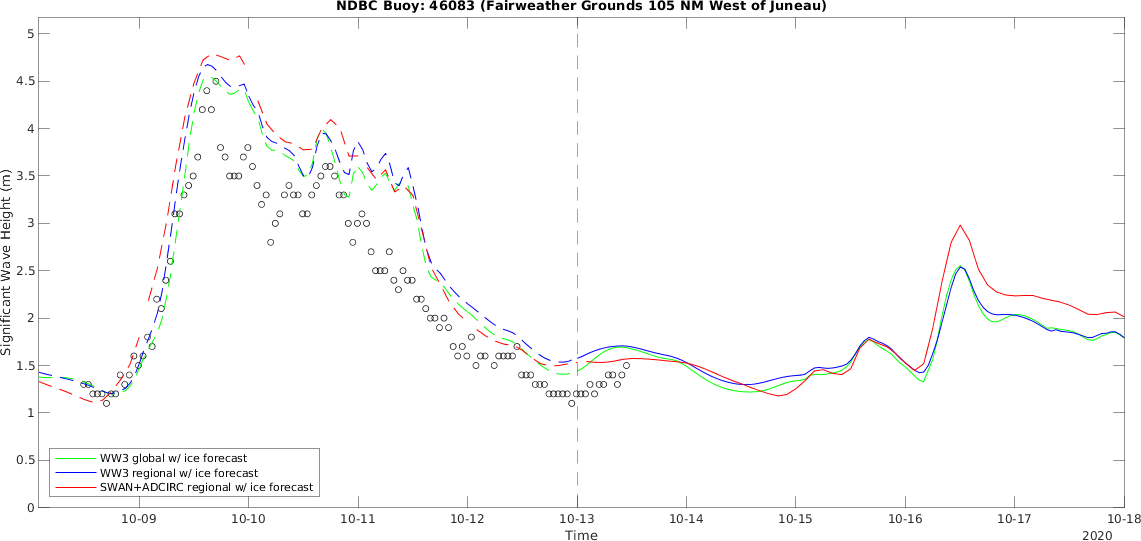 NDBC Buoy: 46083 (Fairweather Grounds 105 NM West of Juneau)
Significant Wave Height (m)
5
4.5
4
3.5
3
2.5
2
1.5
1
0.5
0
WW3 global w/ ice forecast
WW3 regional w/ ice forecast
SWAN+ADCIRC regional w/ ice forecast
10-09 10-10 10-11 10-12 10-13 10-14 10-15 10-16 10-17 10-18
Time
2020